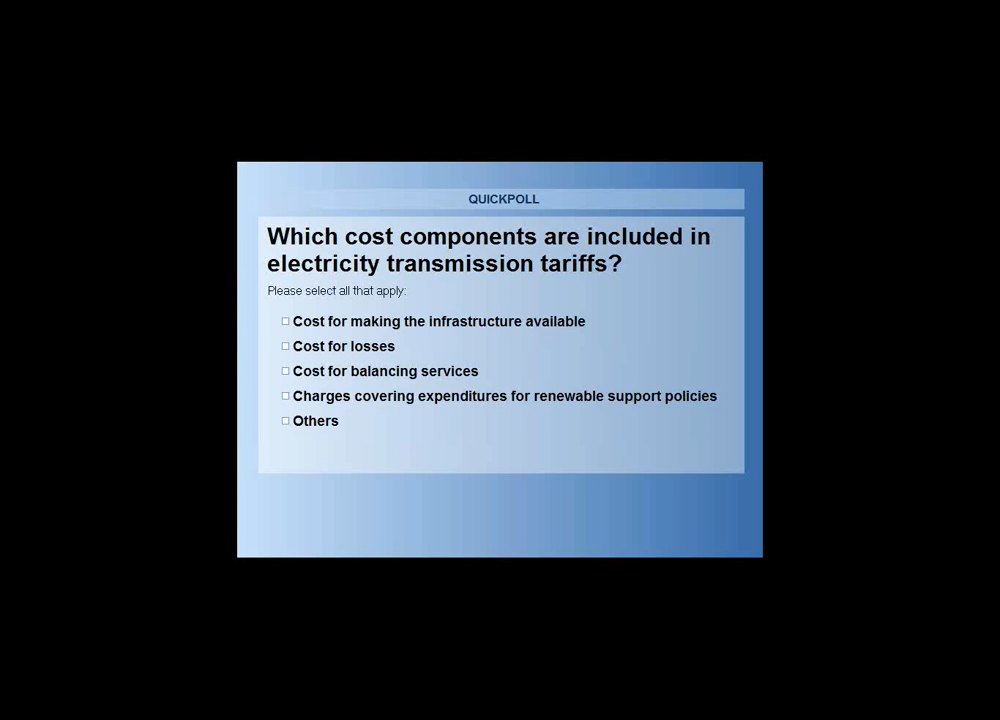 QUICKPOLL
Which cost components are included in
electricity transmission tariffs?
Please select all that apply:
Cost for making the infrastructure available
Cost for losses
Cost for balancing services
Charges covering expenditures for renewable support policies
Others